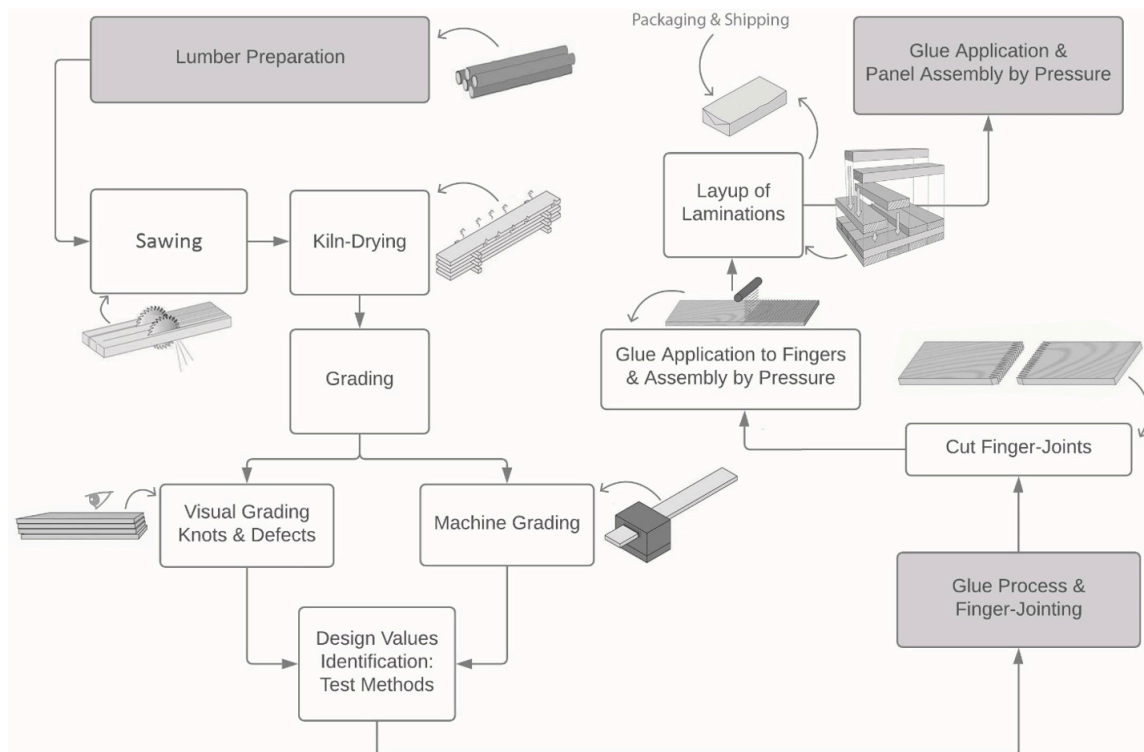 Lumber Preparation
Packaging & Shipping
Glue Application &
Panel Assembly by Pressure
Sawing
Kiln-Drying
Layup of
Laminations
Grading
Glue Application to Fingers
& Assembly by Pressure
Cut Finger-Joints
Visual Grading
Knots & Defects
Machine Grading
Glue Process &
Finger-Jointing
Design Values
Identification:
Test Methods